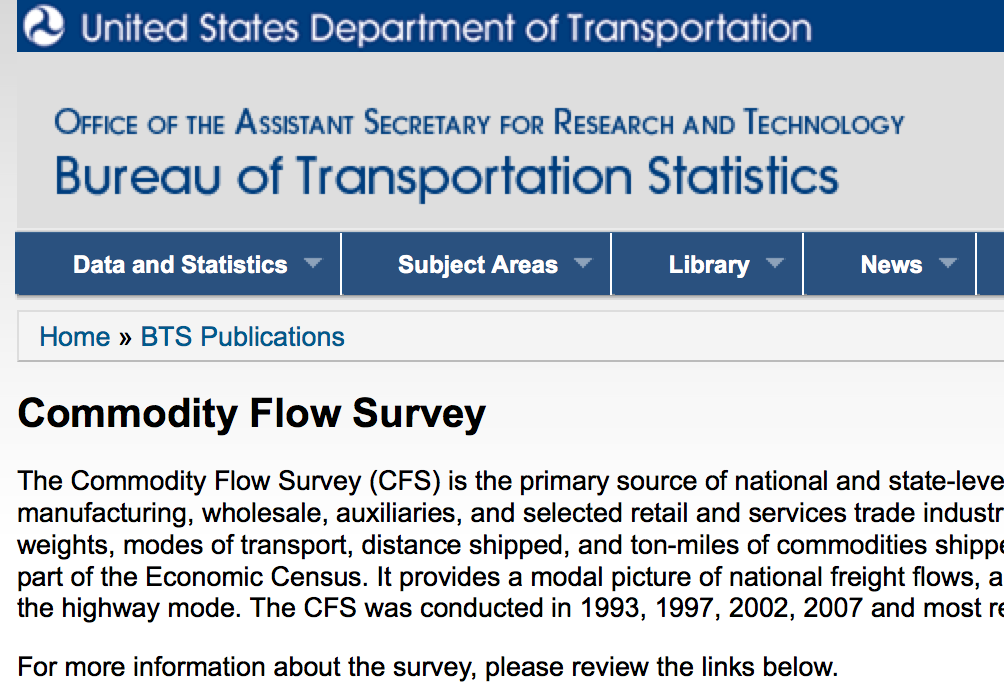 United States Department of Transportation
OFFICE OF THE ASSISTANT SECRETARY FOR RESEARCH AND TECHNOLOGY
Bureau of Transportation Statistics
Data and Statistics Subject Areas Library News
Home » BTS Publications
Commodity Flow Survey
The Commodity Flow Survey (CFS) is the primary source of national and state-leve
manufacturing, wholesale, auxiliaries, and selected retail and services trade industr
weights, modes of transport, distance shipped, and ton-miles of commodities shippe
part of the Economic Census. It provides a modal picture of national freight flows, a
the highway mode. The CFS was conducted in 1993, 1997, 2002, 2007 and most re
For more information about the survey, please review the links below.